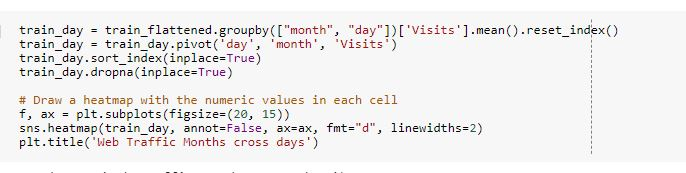 train_day = train_flattened.groupby(["month", "day"])['Visits'].mean().reset_index()
train_day = train_day.pivot('day', 'month', 'Visits')
train_day.sort_index(inplace=True)
train_day.dropna(inplace=True)
# Draw a heatmap with the numeric values in each cell
f, ax = plt.subplots(figsize=(20, 15))
sns.heatmap(train_day, annot=False, ax=ax, fmt="d", linewidths=2)
plt.title('Web Traffic Months cross days')